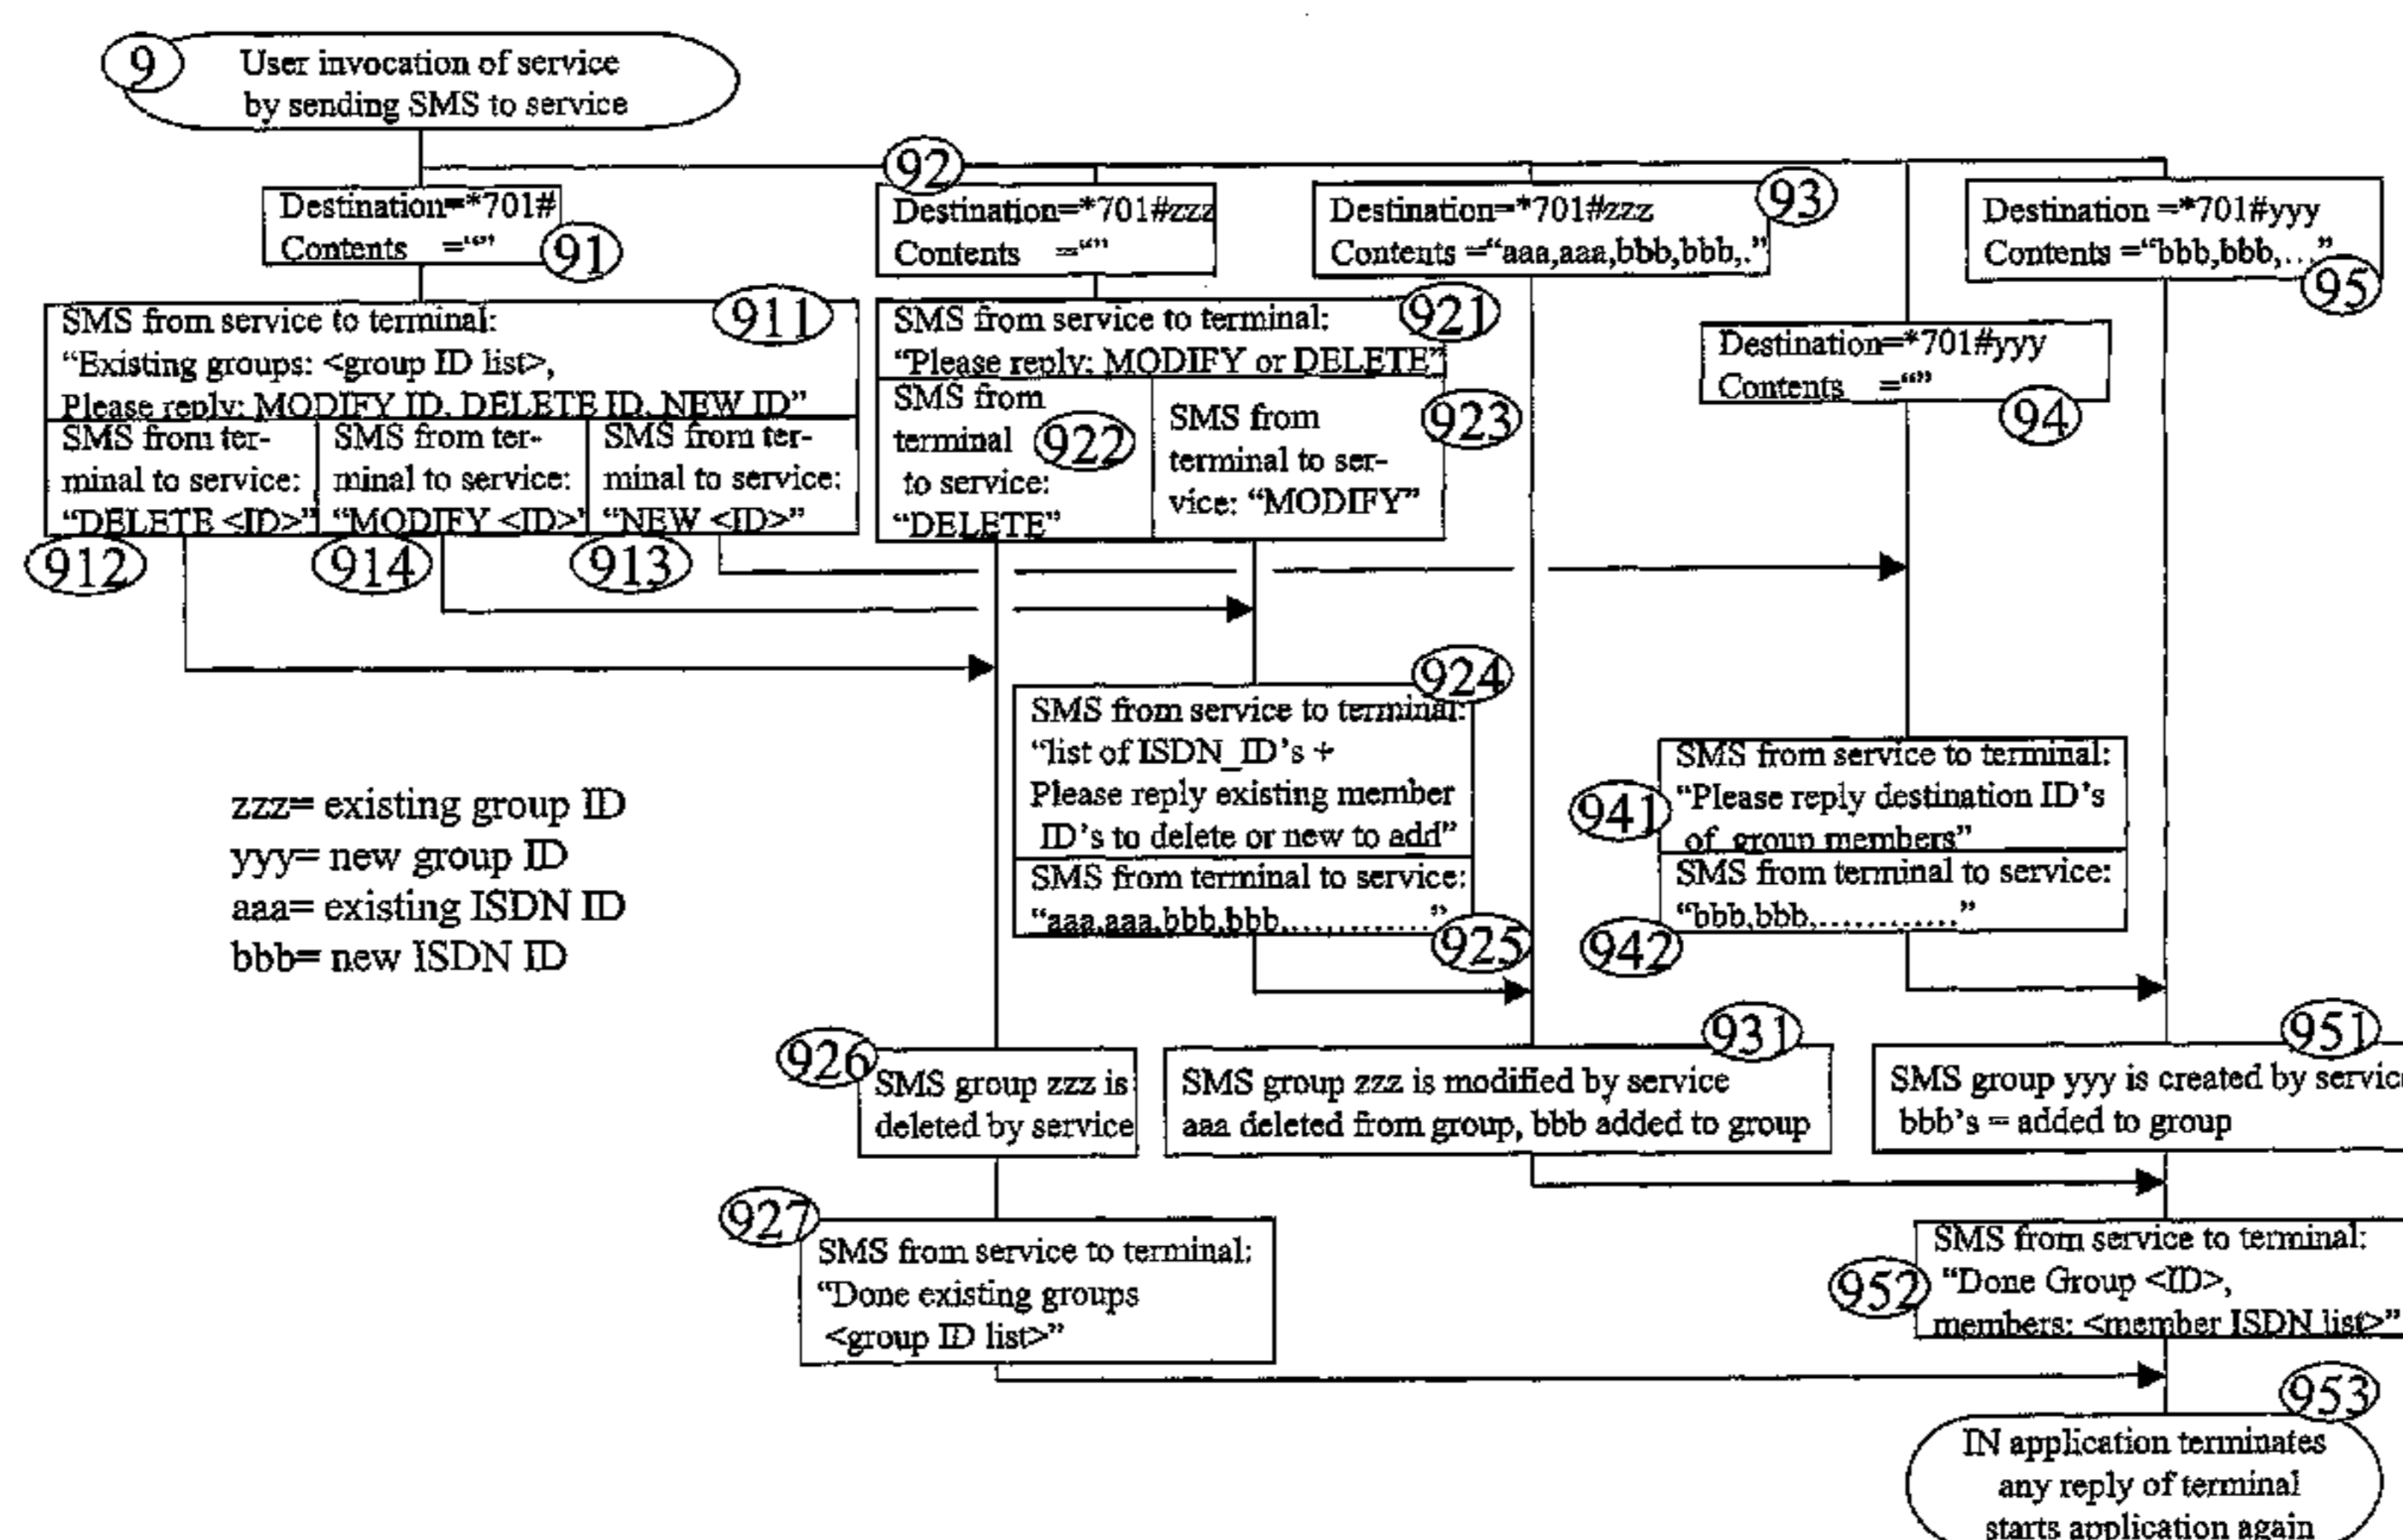 9
User invocation of service
by sending SMS to service
Destination=*701#
Contents =“”
91
92
Destination=*701#zzz
Contents =“”
93
Destination=*701#zzz
Contents =“aaa,aaa,bbb,bbb,.”
Destination =*701#yyy
Contents =“bbb,bbb,...”
95
911
SMS from service to terminal:
“Existing groups: <group ID list>,
Please reply: MODIFY ID, DELETE ID, NEW ID”
SMS from ter-
minal to service:
“DELETE <ID>”
912
SMS from ter-
minal to service:
“MODIFY <ID>”
914
SMS from ter-
minal to service:
“NEW <ID>”
913
921
SMS from service to terminal:
“Please reply: MODIFY or DELETE”
SMS from
terminal
to service:
“DELETE”
922
SMS from
terminal to ser-
vice: “MODIFY”
923
Destination=*701#yyy
Contents =“”
94
924
SMS from service to terminal:
“list of ISDN_ID’s +
Please reply existing member
ID’s to delete or new to add”
SMS from terminal to service:
“aaa,aaa,bbb,bbb,............”
925
941
SMS from service to terminal:
“Please reply destination ID’s
of group members”
SMS from terminal to service:
“bbb,bbb,.............”
942
zzz= existing group ID
yyy= new group ID
aaa= existing ISDN ID
bbb= new ISDN ID
926
SMS group zzz is
deleted by service
931
SMS group zzz is modified by service
aaa deleted from group, bbb added to group
951
SMS group yyy is created by service
bbb’s = added to group
927
SMS from service to terminal:
“Done existing groups
<group ID list>”
952
SMS from service to terminal:
“Done Group <ID>,
members: <member ISDN list>”
953
IN application terminates
any reply of terminal
starts application again